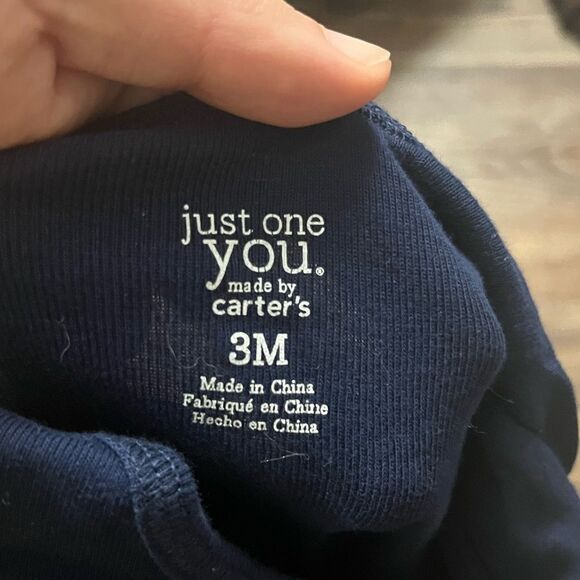 just one
you®
made by
carter's
3M
Made in China
Fabriqué en Chine
Hecho en China